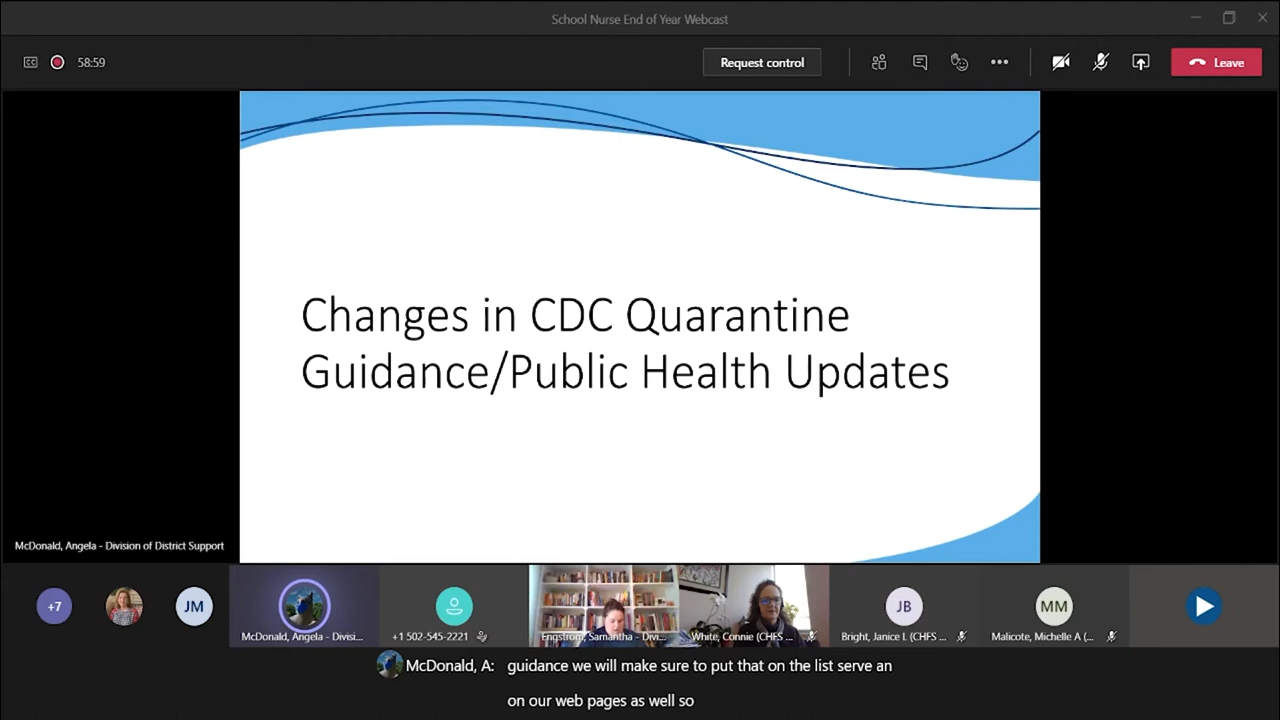 School Nurse End of Year Webcast
CC
58:59
Request control
Leave
Changes in CDC Quarantine
Guidance/Public Health Updates
McDonald, Angela - Division of District Support
+7
JM
McDonald, Angela - Divisi...
+1 502-545-2221
Engstrom, Samantha - Divi...
White, Connie (CHFS ...
JB
Bright, Janice L (CHFS ...
MM
Malicote, Michelle A (...
McDonald, A: guidance we will make sure to put that on the list serve an
on our web pages as well so